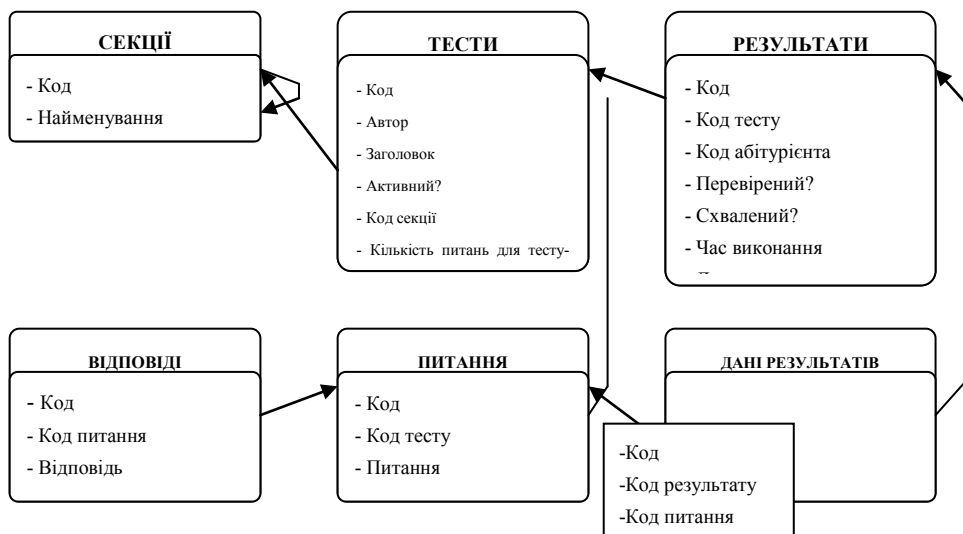 СЕКЦІЇ
- Код
- Найменування
ТЕСТИ
- Код
- Автор
- Заголовок
- Активний?
- Код секції
- Кількість питань для тесту-
РЕЗУЛЬТАТИ
- Код
- Код тесту
- Код абітурієнта
- Перевірений?
- Схвалений?
- Час виконання
ВІДПОВІДІ
- Код
- Код питання
- Відповідь
ПИТАННЯ
- Код
- Код тесту
- Питання
ДАНІ РЕЗУЛЬТАТІВ
-Код
-Код результату
-Код питання